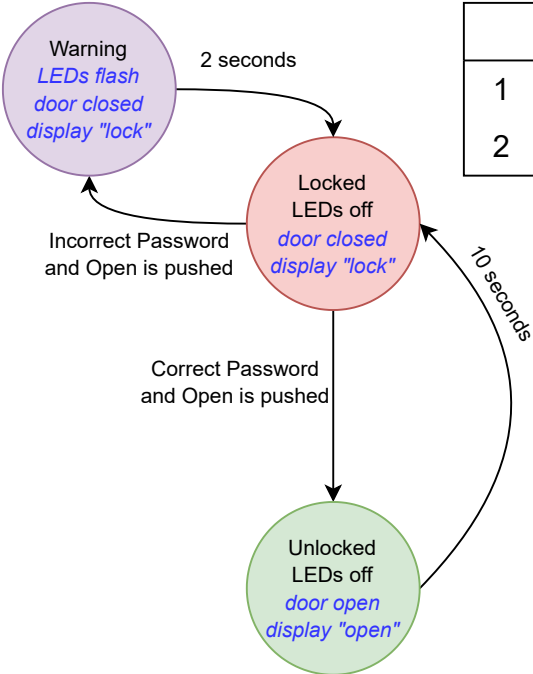 Warning
LEDs flash
door closed
display "lock"
2 seconds
1
2
Locked
LEDs off
door closed
display "lock"
Incorrect Password
and Open is pushed
10 seconds
Correct Password
and Open is pushed
Unlocked
LEDs off
door open
display "open"